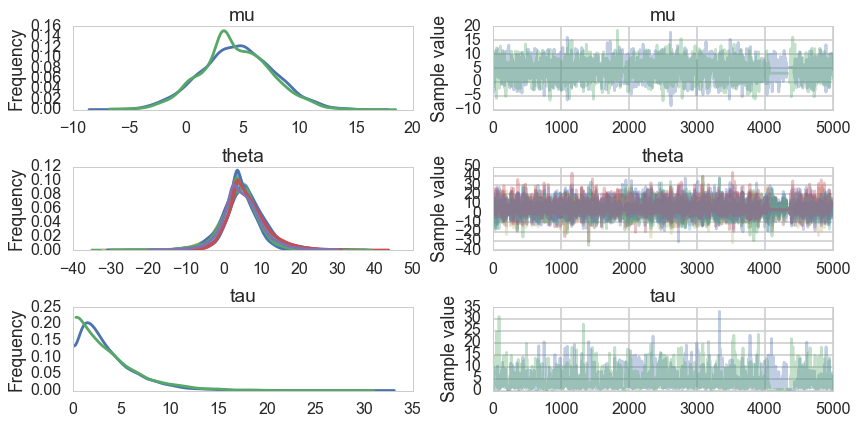 mu
Frequency
0.16
0.14
0.12
0.10
0.08
0.06
0.04
0.02
0.00
−10 −5 0 5 10 15 20
mu
Sample value
20
15
10
5
0
−5
−10
0 1000 2000 3000 4000 5000
theta
Frequency
0.12
0.10
0.08
0.06
0.04
0.02
0.00
−40 −30 −20 −10 0 10 20 30 40 50
theta
Sample value
50
40
30
20
10
0
−10
−20
−30
−40
0 1000 2000 3000 4000 5000
tau
Frequency
0.25
0.20
0.15
0.10
0.05
0.00
0 5 10 15 20 25 30 35
tau
Sample value
35
30
25
20
15
10
5
0
0 1000 2000 3000 4000 5000